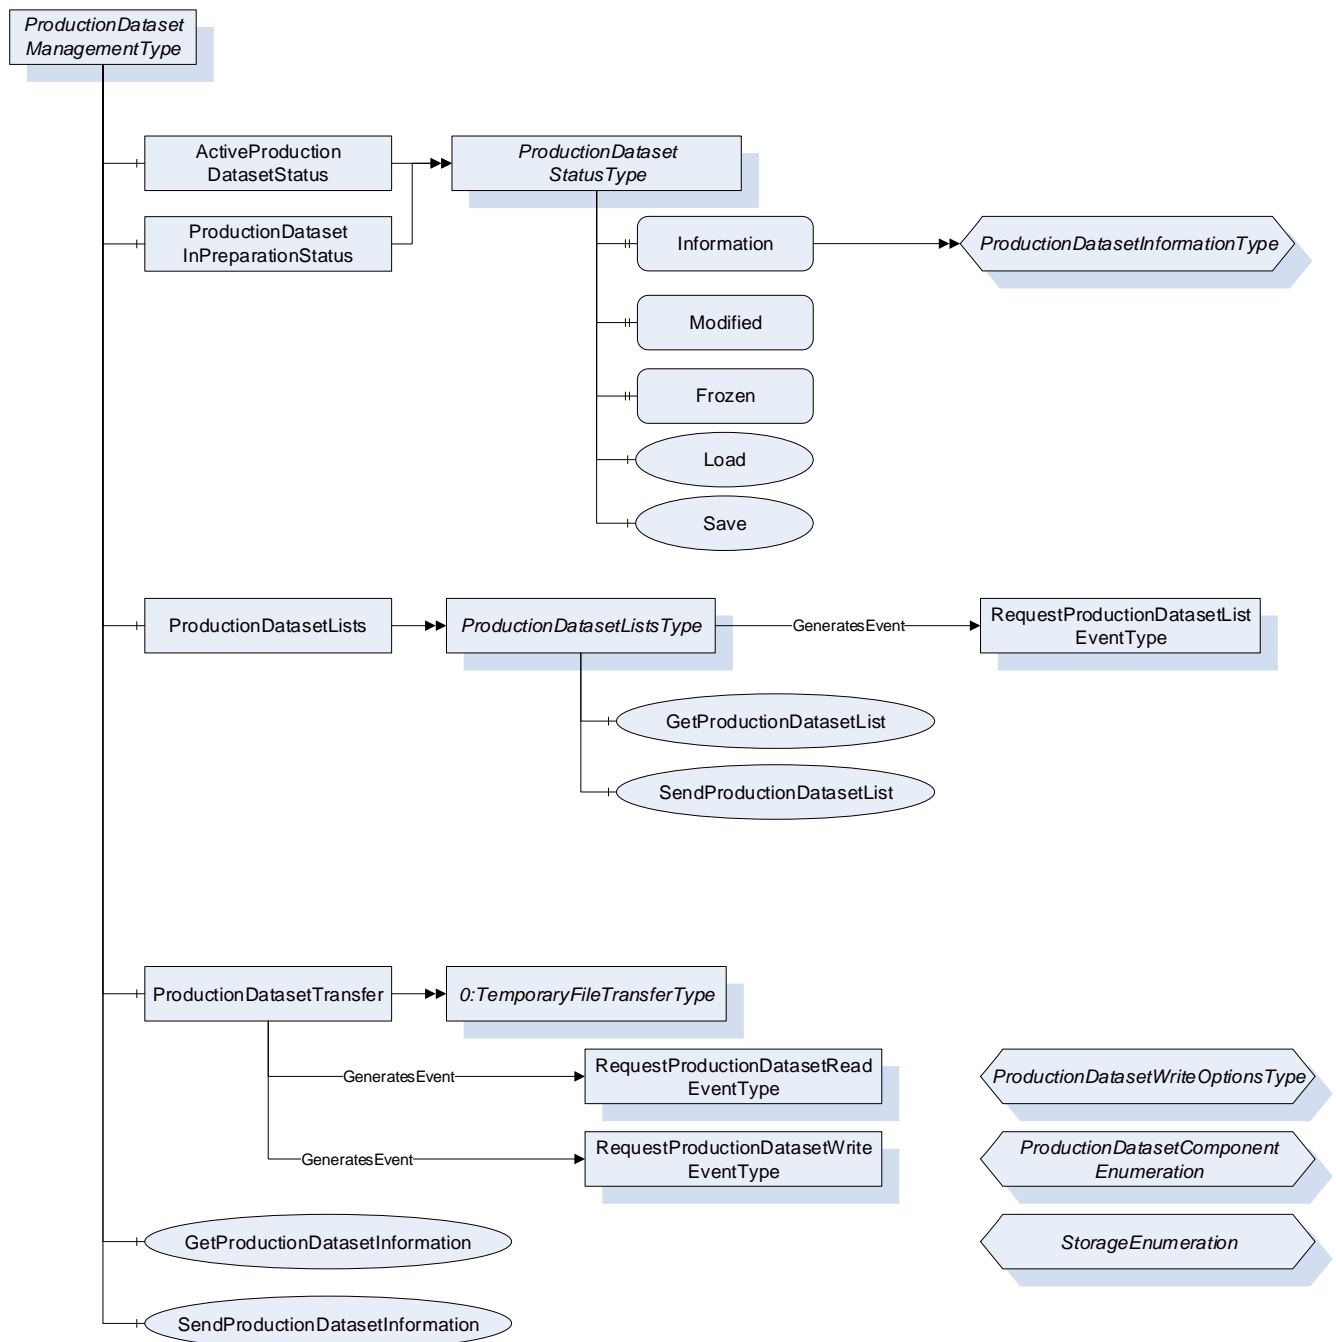 ProductionDataset
ManagementType
ActiveProduction
DatasetStatus
ProductionDataset
StatusType
ProductionDataset
InPreparationStatus
Information
ProductionDatasetInformationType
Modified
Frozen
Load
Save
ProductionDatasetLists
ProductionDatasetListsType
GeneratesEvent
RequestProductionDatasetList
EventType
GetProductionDatasetList
SendProductionDatasetList
ProductionDatasetTransfer
0:TemporaryFileTransferType
GeneratesEvent
RequestProductionDatasetRead
EventType
ProductionDatasetWriteOptionsType
GeneratesEvent
RequestProductionDatasetWrite
EventType
ProductionDatasetComponent
Enumeration
GetProductionDatasetInformation
StorageEnumeration
SendProductionDatasetInformation